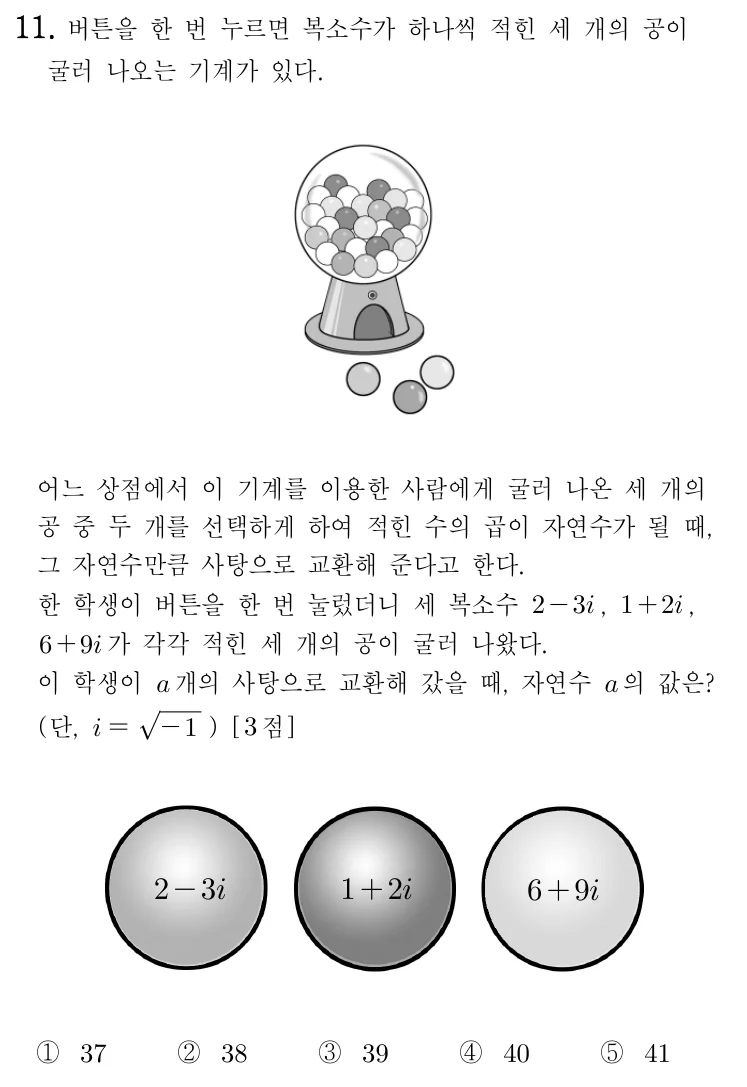 11. 버튼을 한 번 누르면 복소수가 하나씩 적힌 세 개의 공이
굴러 나오는 기계가 있다.
어느 상점에서 이 기계를 이용한 사람에게 굴러 나온 세 개의
공 중 두 개를 선택하게 하여 적힌 수의 곱이 자연수가 될 때,
그 자연수만큼 사탕으로 교환해 준다고 한다.
한 학생이 버튼을 한 번 눌렀더니 세 복소수 2-3i, 1+2i,
6+9i가 각각 적힌 세 개의 공이 굴러 나왔다.
이 학생이 a개의 사탕으로 교환해 갔을 때, 자연수 a의 값은?
(단, i=√-1) [3점]
2-3i 1+2i 6+9i
① 37 ② 38 ③ 39 ④ 40 ⑤ 41